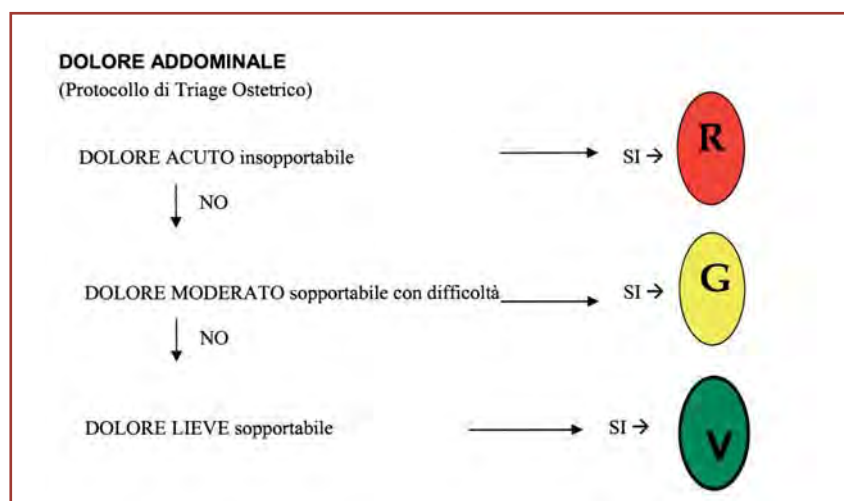 DOLORE ADDOMINALE
(Protocollo di Triage Ostetrico)
DOLORE ACUTO insopportabile SI → R
NO
DOLORE MODERATO sopportabile con difficoltà SI → G
NO
DOLORE LIEVE sopportabile SI → V